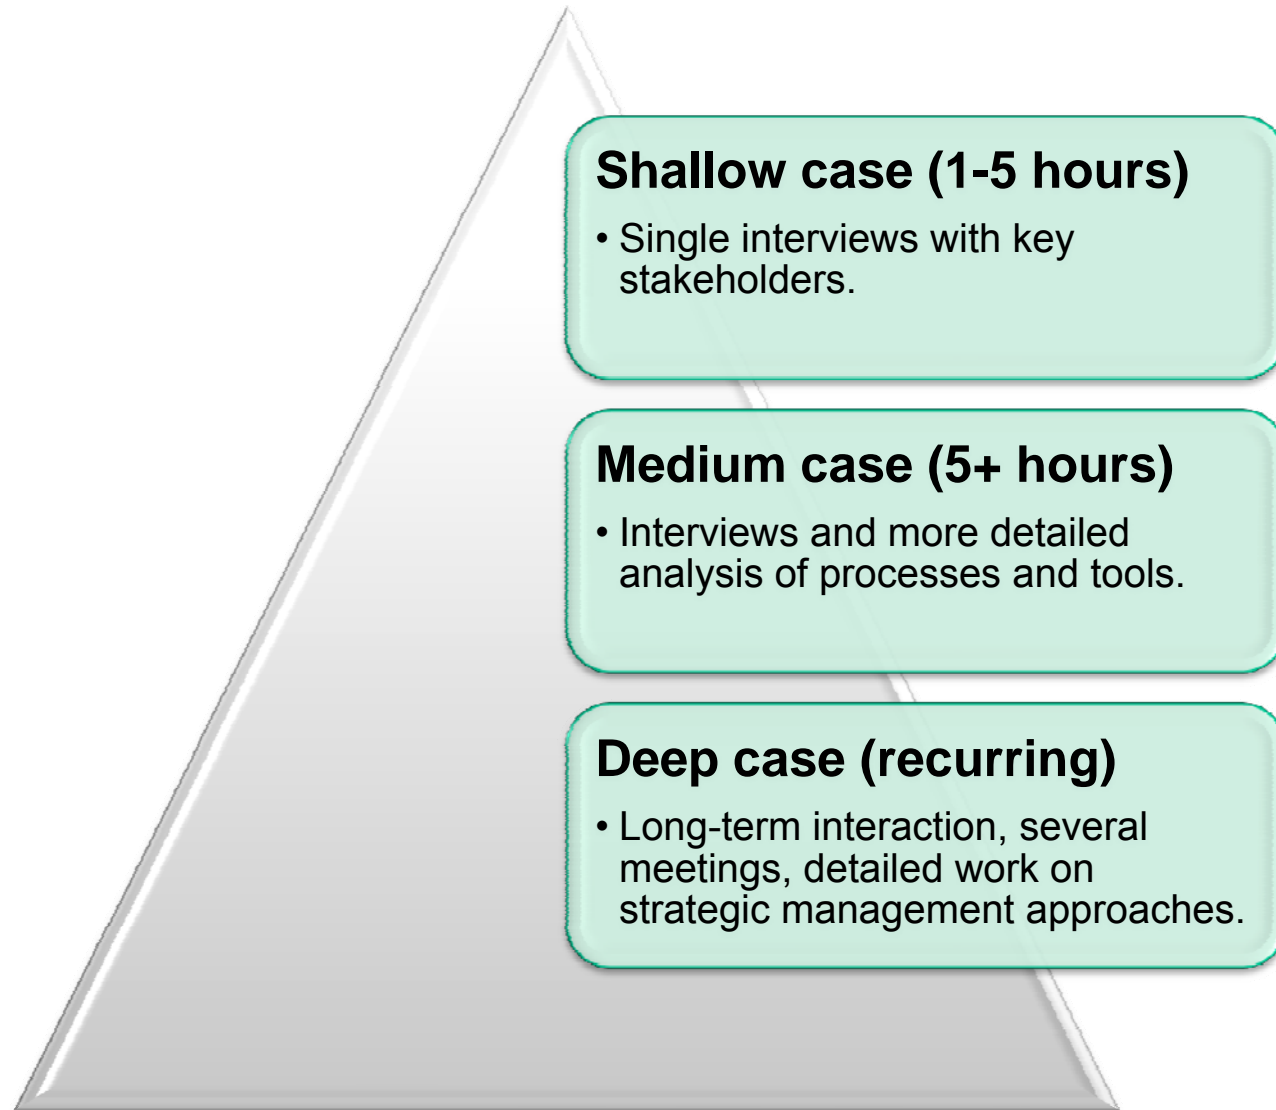 Shallow case (1-5 hours)
• Single interviews with key
stakeholders.
Medium case (5+ hours)
• Interviews and more detailed
analysis of processes and tools.
Deep case (recurring)
• Long-term interaction, several
meetings, detailed work on
strategic management approaches.